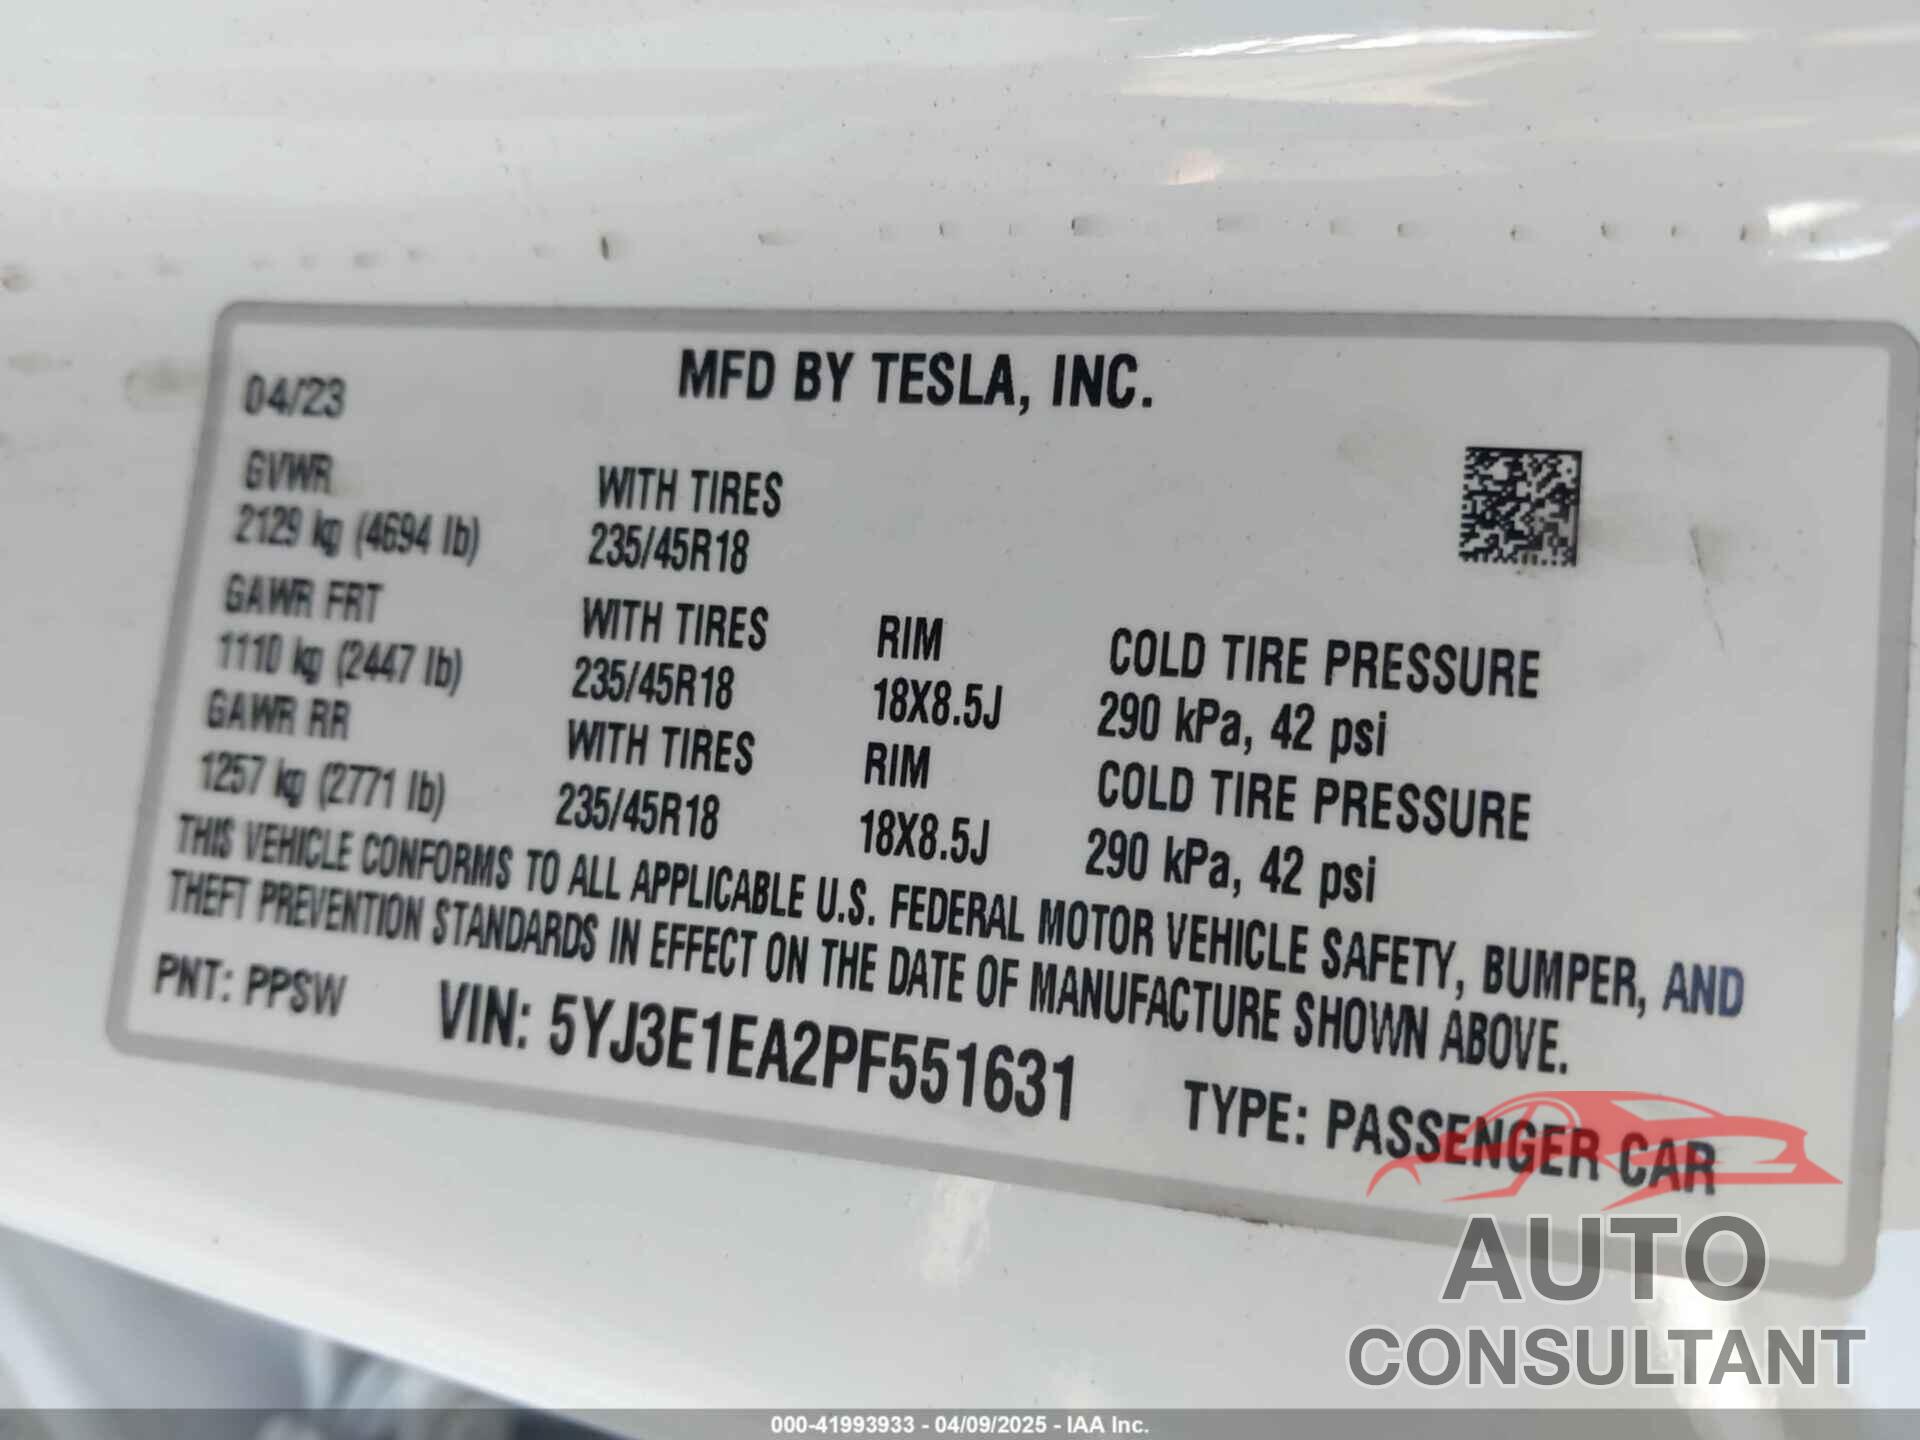 MFD BY TESLA, INC.
04/23
GVWR WITH TIRES
2129 kg (4694 lb) 235/45R18
GAWR FRT WITH TIRES RIM COLD TIRE PRESSURE
1110 kg (2447 lb) 235/45R18 18X8.5J 290 kPa, 42 psi
GAWR RR WITH TIRES RIM COLD TIRE PRESSURE
1257 kg (2771 lb) 235/45R18 18X8.5J 290 kPa, 42 psi
THIS VEHICLE CONFORMS TO ALL APPLICABLE U.S. FEDERAL MOTOR VEHICLE SAFETY, BUMPER, AND
THEFT PREVENTION STANDARDS IN EFFECT ON THE DATE OF MANUFACTURE SHOWN ABOVE.
PNT: PPSW VIN: 5YJ3E1EA2PF551631 TYPE: PASSENGER CAR
AUTO
CONSULTANT
000-41993933 - 04/09/2025 - IAA Inc.